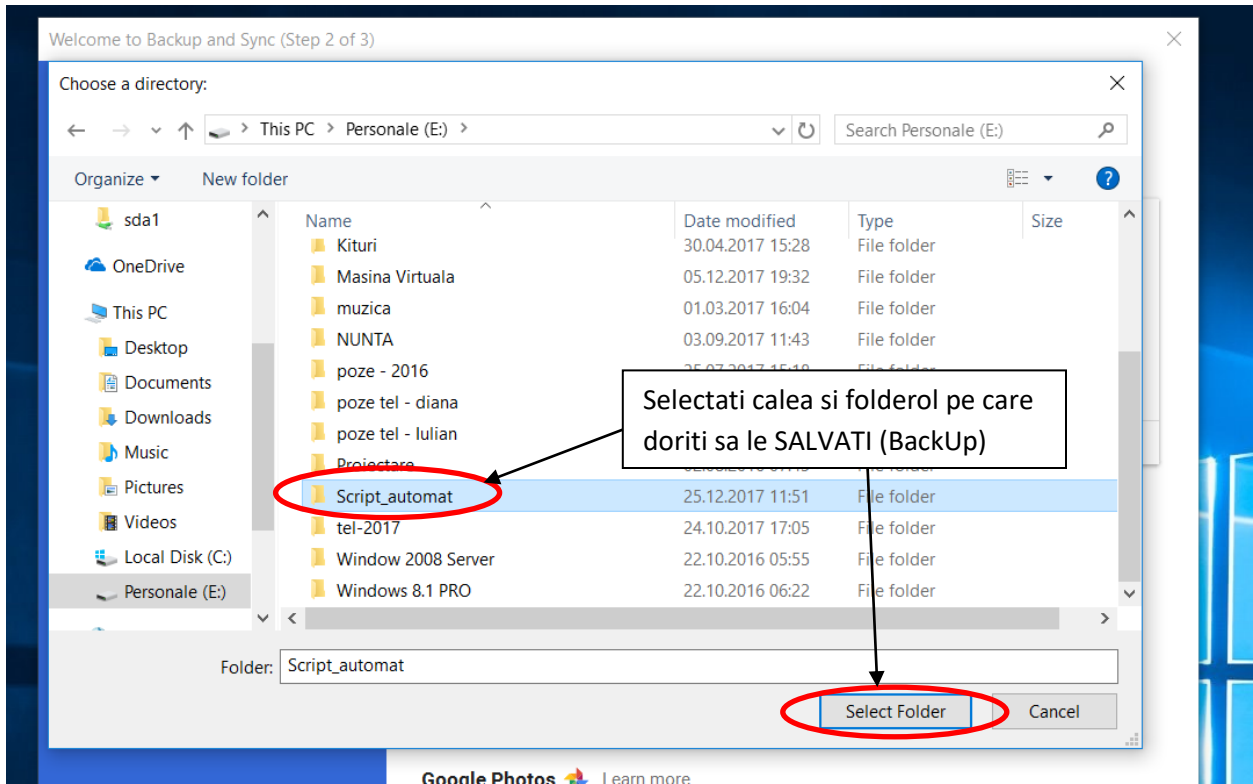 Welcome to Backup and Sync (Step 2 of 3)
Choose a directory:
This PC > Personale (E:) >
Search Personale (E:)
Organize
New folder
sda1
OneDrive
This PC
Desktop
Documents
Downloads
Music
Pictures
Videos
Local Disk (C:)
Personale (E:)
Name Date modified Type Size
Kituri 30.04.2017 15:28 File folder
Masina Virtuala 05.12.2017 19:32 File folder
muzica 01.03.2017 16:04 File folder
NUNTA 03.09.2017 11:43 File folder
poze - 2016
poze tel - diana
poze tel - Iulian
Proiectare
Script_automat 25.12.2017 11:51 File folder
tel-2017 24.10.2017 17:05 File folder
Window 2008 Server 22.10.2016 05:55 File folder
Windows 8.1 PRO 22.10.2016 06:22 File folder
Selectati calea si folderol pe care
doriti sa le SALVATI (BackUp)
Folder: Script_automat
Select Folder
Cancel
Google Photos Learn more